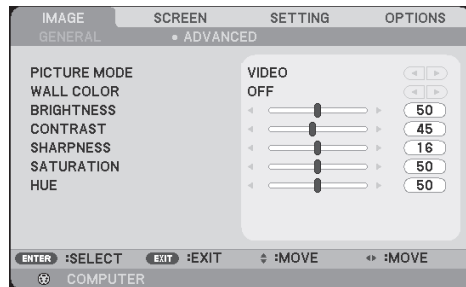 IMAGE SCREEN SETTING OPTIONS
GENERAL • ADVANCED
PICTURE MODE VIDEO
WALL COLOR OFF
BRIGHTNESS 50
CONTRAST 45
SHARPNESS 16
SATURATION 50
HUE 50
ENTER :SELECT EXIT :EXIT :MOVE :MOVE
COMPUTER